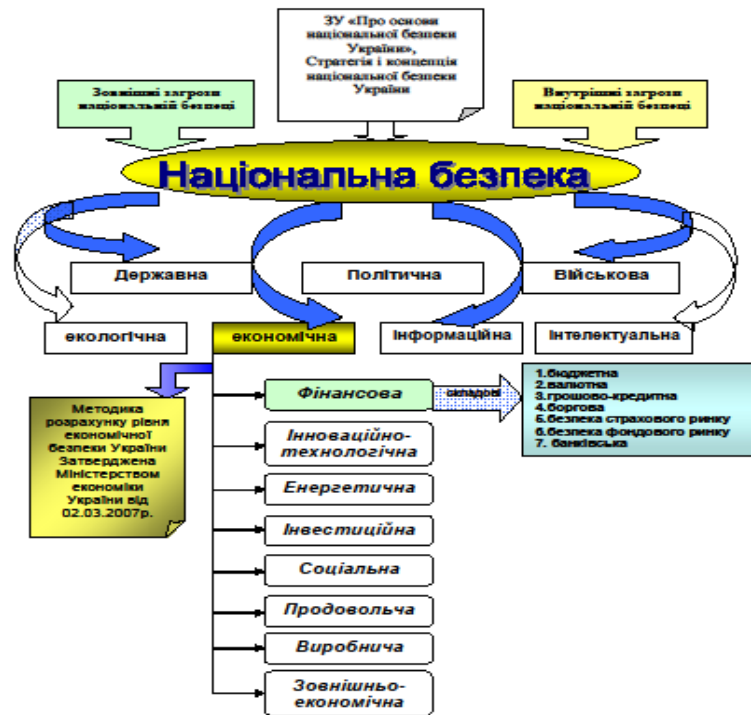 ЗУ «Про основи
національної безпеки
України»,
Стратегія і концепція
національної безпеки
України
Зовнішні загрози
національній безпеці
Внутрішні загрози
національній безпеці
Національна безпека
Державна
Політична
Військова
екологічна
економічна
інформаційна
інтелектуальна
Методика
розрахунку рівня
економічної
безпеки України
Затверджена
Міністерством
економіки
України від
02.03.2007р.
Фінансова
складові
1.бюджетна
2.валютна
3.грошово-кредитна
4.боргова
5.безпека страхового ринку
6.безпека фондового ринку
7. банківська
Інноваційно-
технологічна
Енергетична
Інвестиційна
Соціальна
Продовольча
Виробнича
Зовнішньо-
економічна